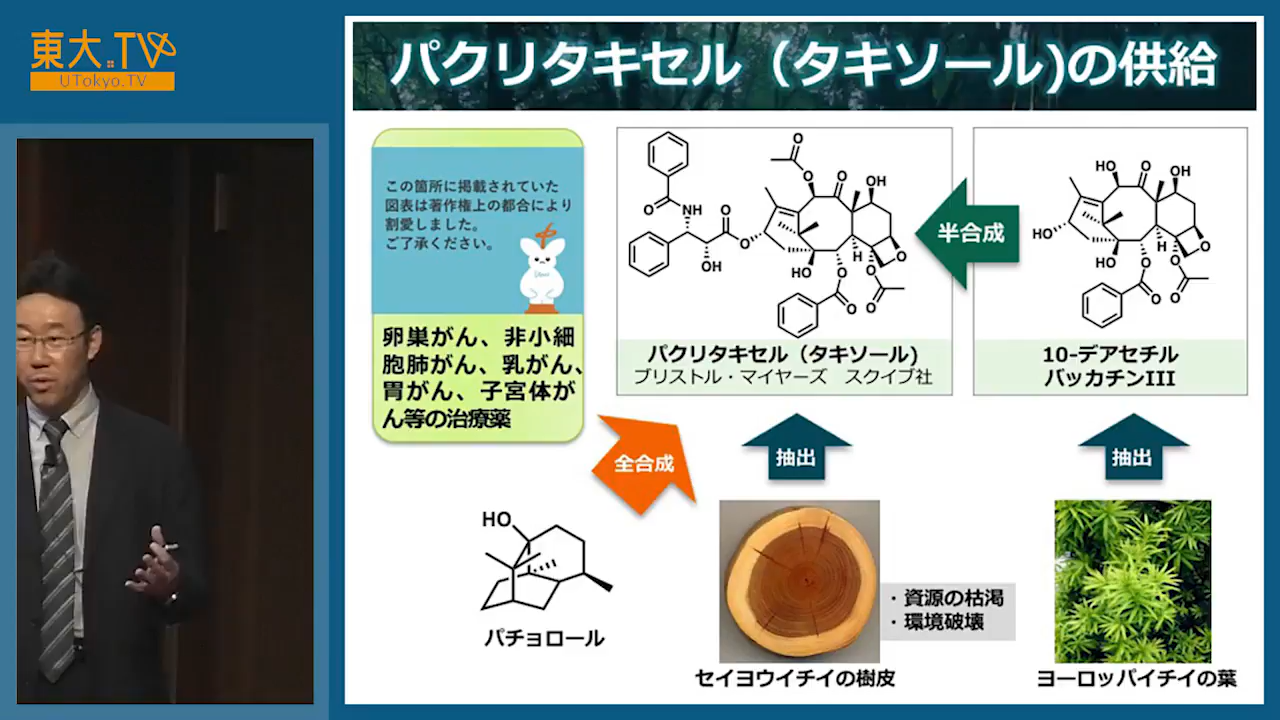 東大.TV
UTokyo.TV
パクリタキセル（タキソール)の供給
この箇所に掲載されていた
図表は著作権上の都合により
割愛しました。
ご了承ください。
卵巣がん、非小細
胞肺がん、乳がん、
胃がん、子宮体が
ん等の治療薬
O
O
O
OH
O
NH
O
O
O
OH
HO
H
O
O
O
O
O
パクリタキセル（タキソール)
ブリストル・マイヤーズ　スクイブ社
半合成
HO
O
OH
HO
HO
H
O
O
O
O
O
10-デアセチル
バッカチンIII
全合成
抽出
抽出
HO
パチョロール
・資源の枯渇
・環境破壊
セイヨウイチイの樹皮
ヨーロッパイチイの葉